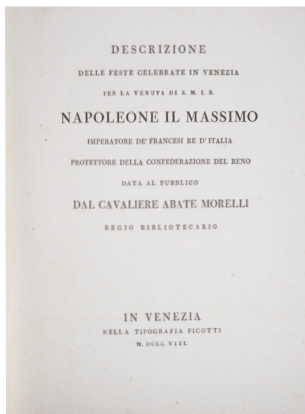 DESCRIZIONE
DELLE FESTE CELEBRATE IN VENEZIA
PER LA VENUTA DI S. M. I. R.
NAPOLEONE IL MASSIMO
IMPERATORE DE' FRANCESI RE D' ITALIA
PROTETTORE DELLA CONFEDERAZIONE DEL RENO
DATA AL PUBBLICO
DAL CAVALIERE ABATE MORELLI
REGIO BIBLIOTECARIO
IN VENEZIA
NELLA TIPOGRAFIA PICOTTI
M. DCCC. VIII.